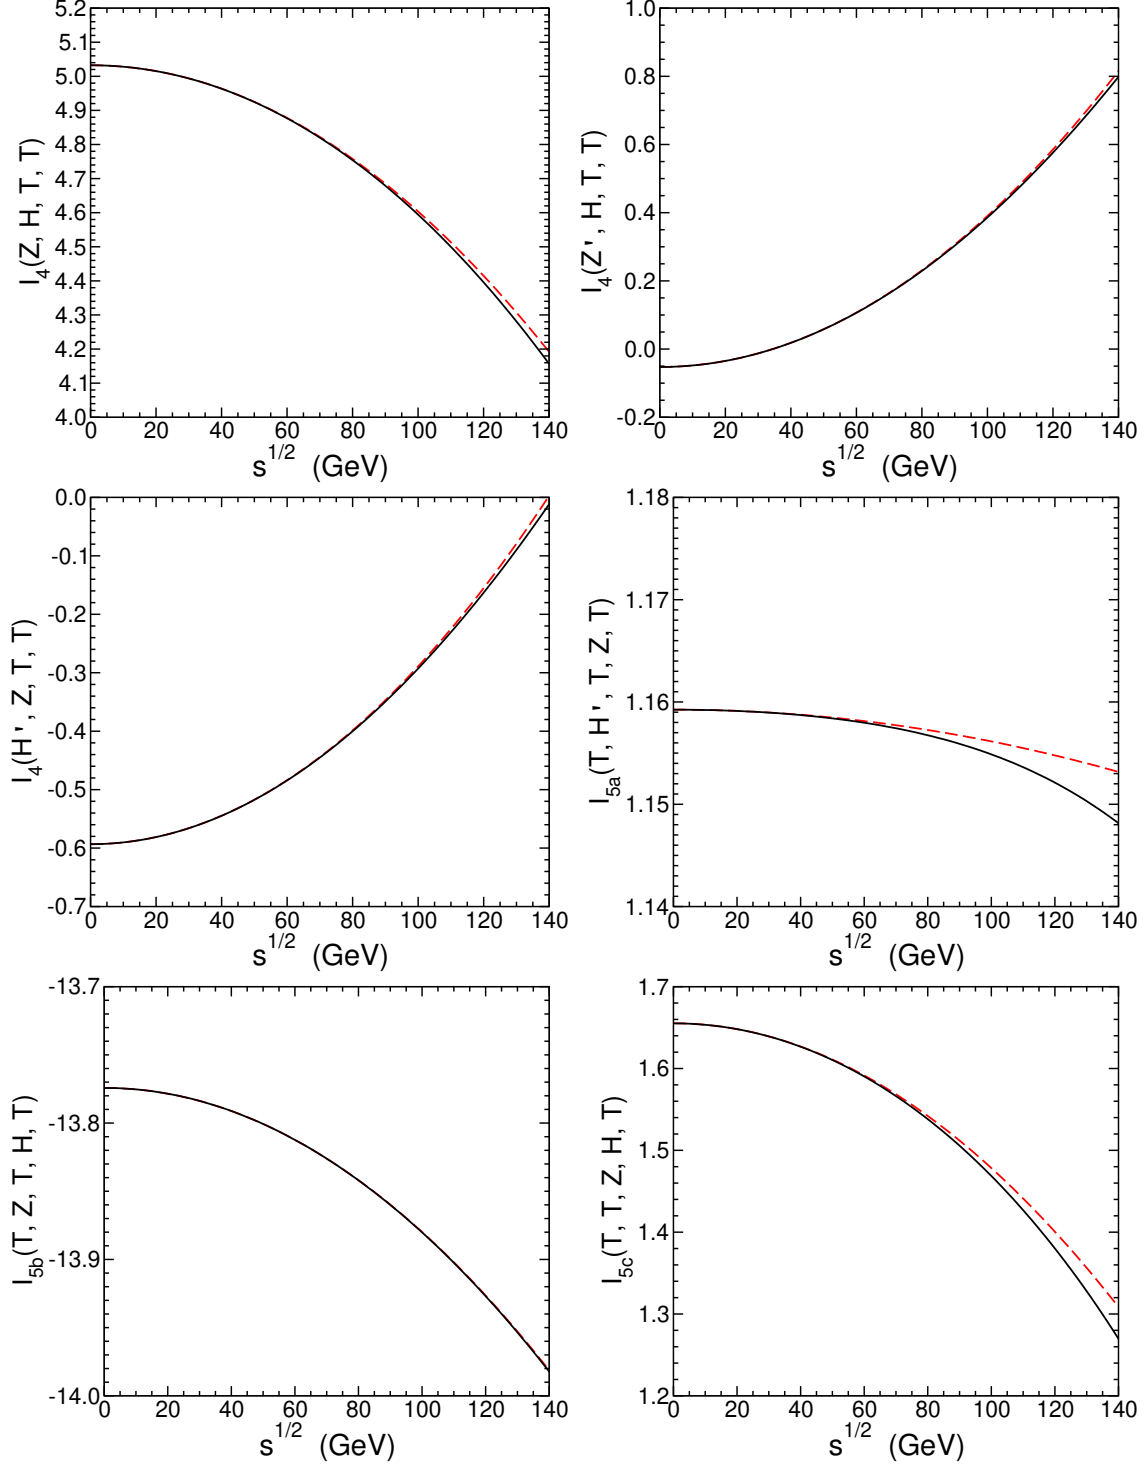 5.2
5.1
5.0
4.9
4.8
4.7
4.6
4.5
4.4
4.3
4.2
4.1
4.0
I4(Z, H, T, T)
0 20 40 60 80 100 120 140
s^1/2 (GeV)
1.0
0.8
0.6
0.4
0.2
0.0
-0.2
I4(Z', H, T, T)
0 20 40 60 80 100 120 140
s^1/2 (GeV)
0.0
-0.1
-0.2
-0.3
-0.4
-0.5
-0.6
-0.7
I4(H', Z, T, T)
0 20 40 60 80 100 120 140
s^1/2 (GeV)
1.18
1.17
1.16
1.15
1.14
I5a(T, H', T, Z, T)
0 20 40 60 80 100 120 140
s^1/2 (GeV)
-13.7
-13.8
-13.9
-14.0
I5b(T, Z, T, H, T)
0 20 40 60 80 100 120 140
s^1/2 (GeV)
1.7
1.6
1.5
1.4
1.3
1.2
I5c(T, T, Z, H, T)
0 20 40 60 80 100 120 140
s^1/2 (GeV)